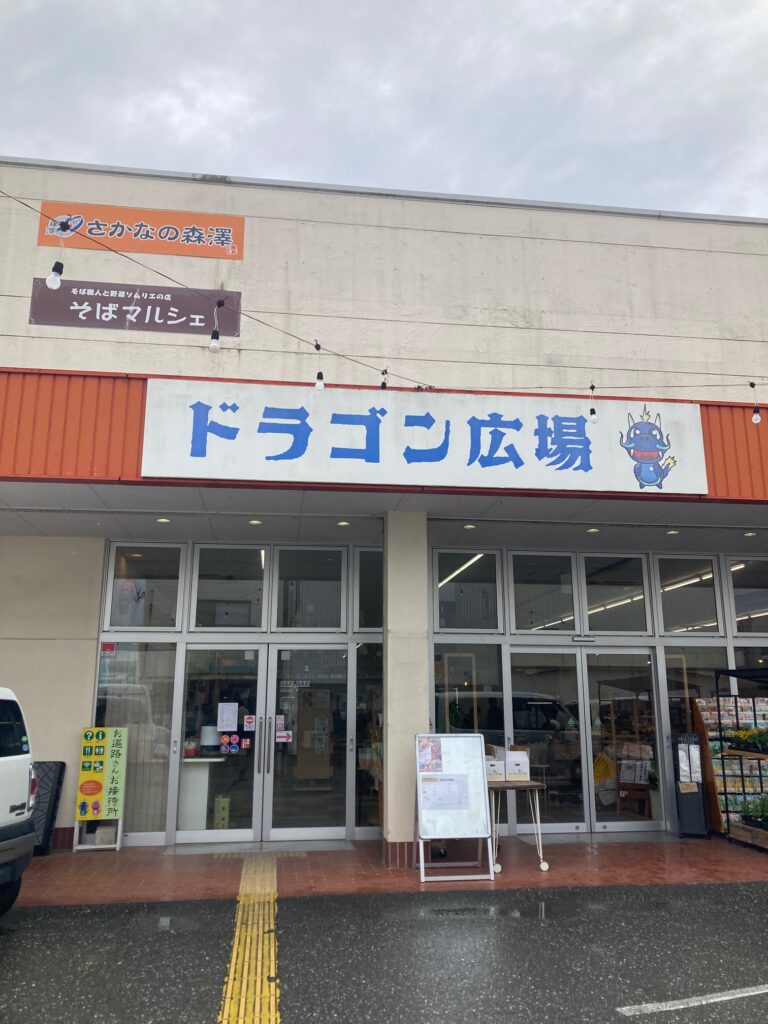 さかなの森澤
そば職人と野菜ソムリエの店
そばマルシェ
ドラゴン広場
お遍路さんお接待所